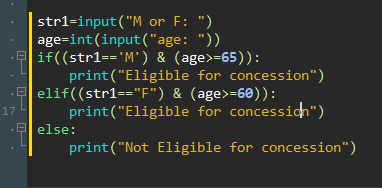 str1=input("M or F: ")
age=int(input("age: "))
if((str1=='M') & (age>=65)):
    print("Eligible for concession")
elif((str1=="F") & (age>=60)):
17    print("Eligible for concession")
else:
    print("Not Eligible for concession")